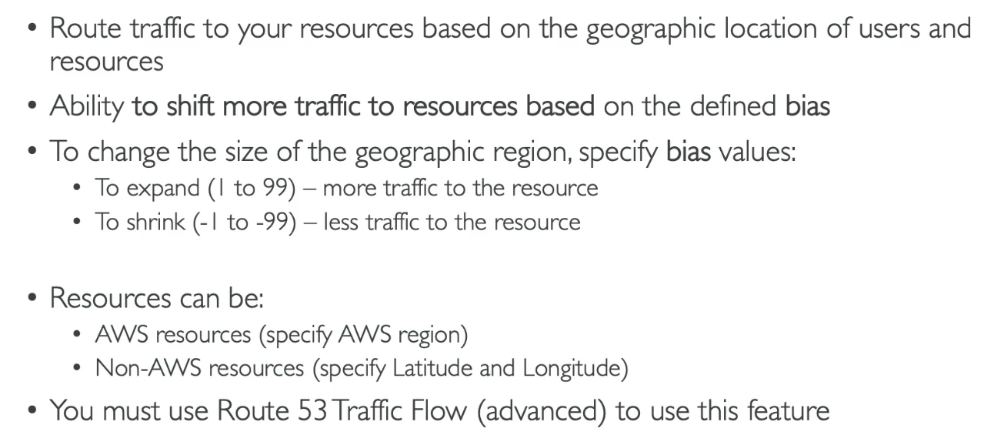 • Route traffic to your resources based on the geographic location of users and
resources
• Ability to shift more traffic to resources based on the defined bias
• To change the size of the geographic region, specify bias values:
• To expand (1 to 99) – more traffic to the resource
• To shrink (-1 to -99) – less traffic to the resource
• Resources can be:
• AWS resources (specify AWS region)
• Non-AWS resources (specify Latitude and Longitude)
• You must use Route 53 Traffic Flow (advanced) to use this feature